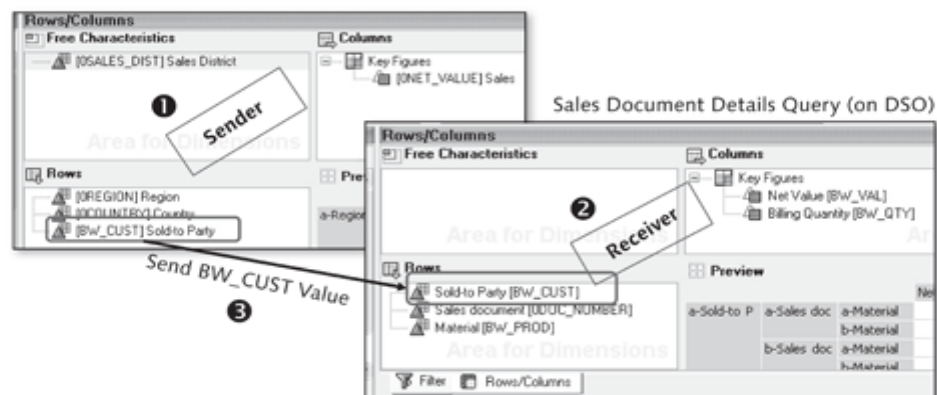 Rows/Columns
Free Characteristics
[0SALES_DIST] Sales District
Columns
Key Figures
[0NET_VALUE] Sales
❶
Sender
Area for Dimensions
Rows
[0REGION] Region
[0COUNTRY] Country
[BW_CUST] Sold-to Party
a-Region
Send BW_CUST Value
❸
Sales Document Details Query (on DSO)
Rows/Columns
Free Characteristics
Columns
Key Figures
Net Value [BW_VAL]
Billing Quantity [BW_QTY]
❷
Receiver
Area for Dimensions
Rows
Sold-to Party [BW_CUST]
Sales document [0DOC_NUMBER]
Material [BW_PROD]
Area for Dimensions
Preview
a-Sold-to P a-Sales doc a-Material
b-Material
b-Sales doc a-Material
b-Material
Filter Rows/Columns